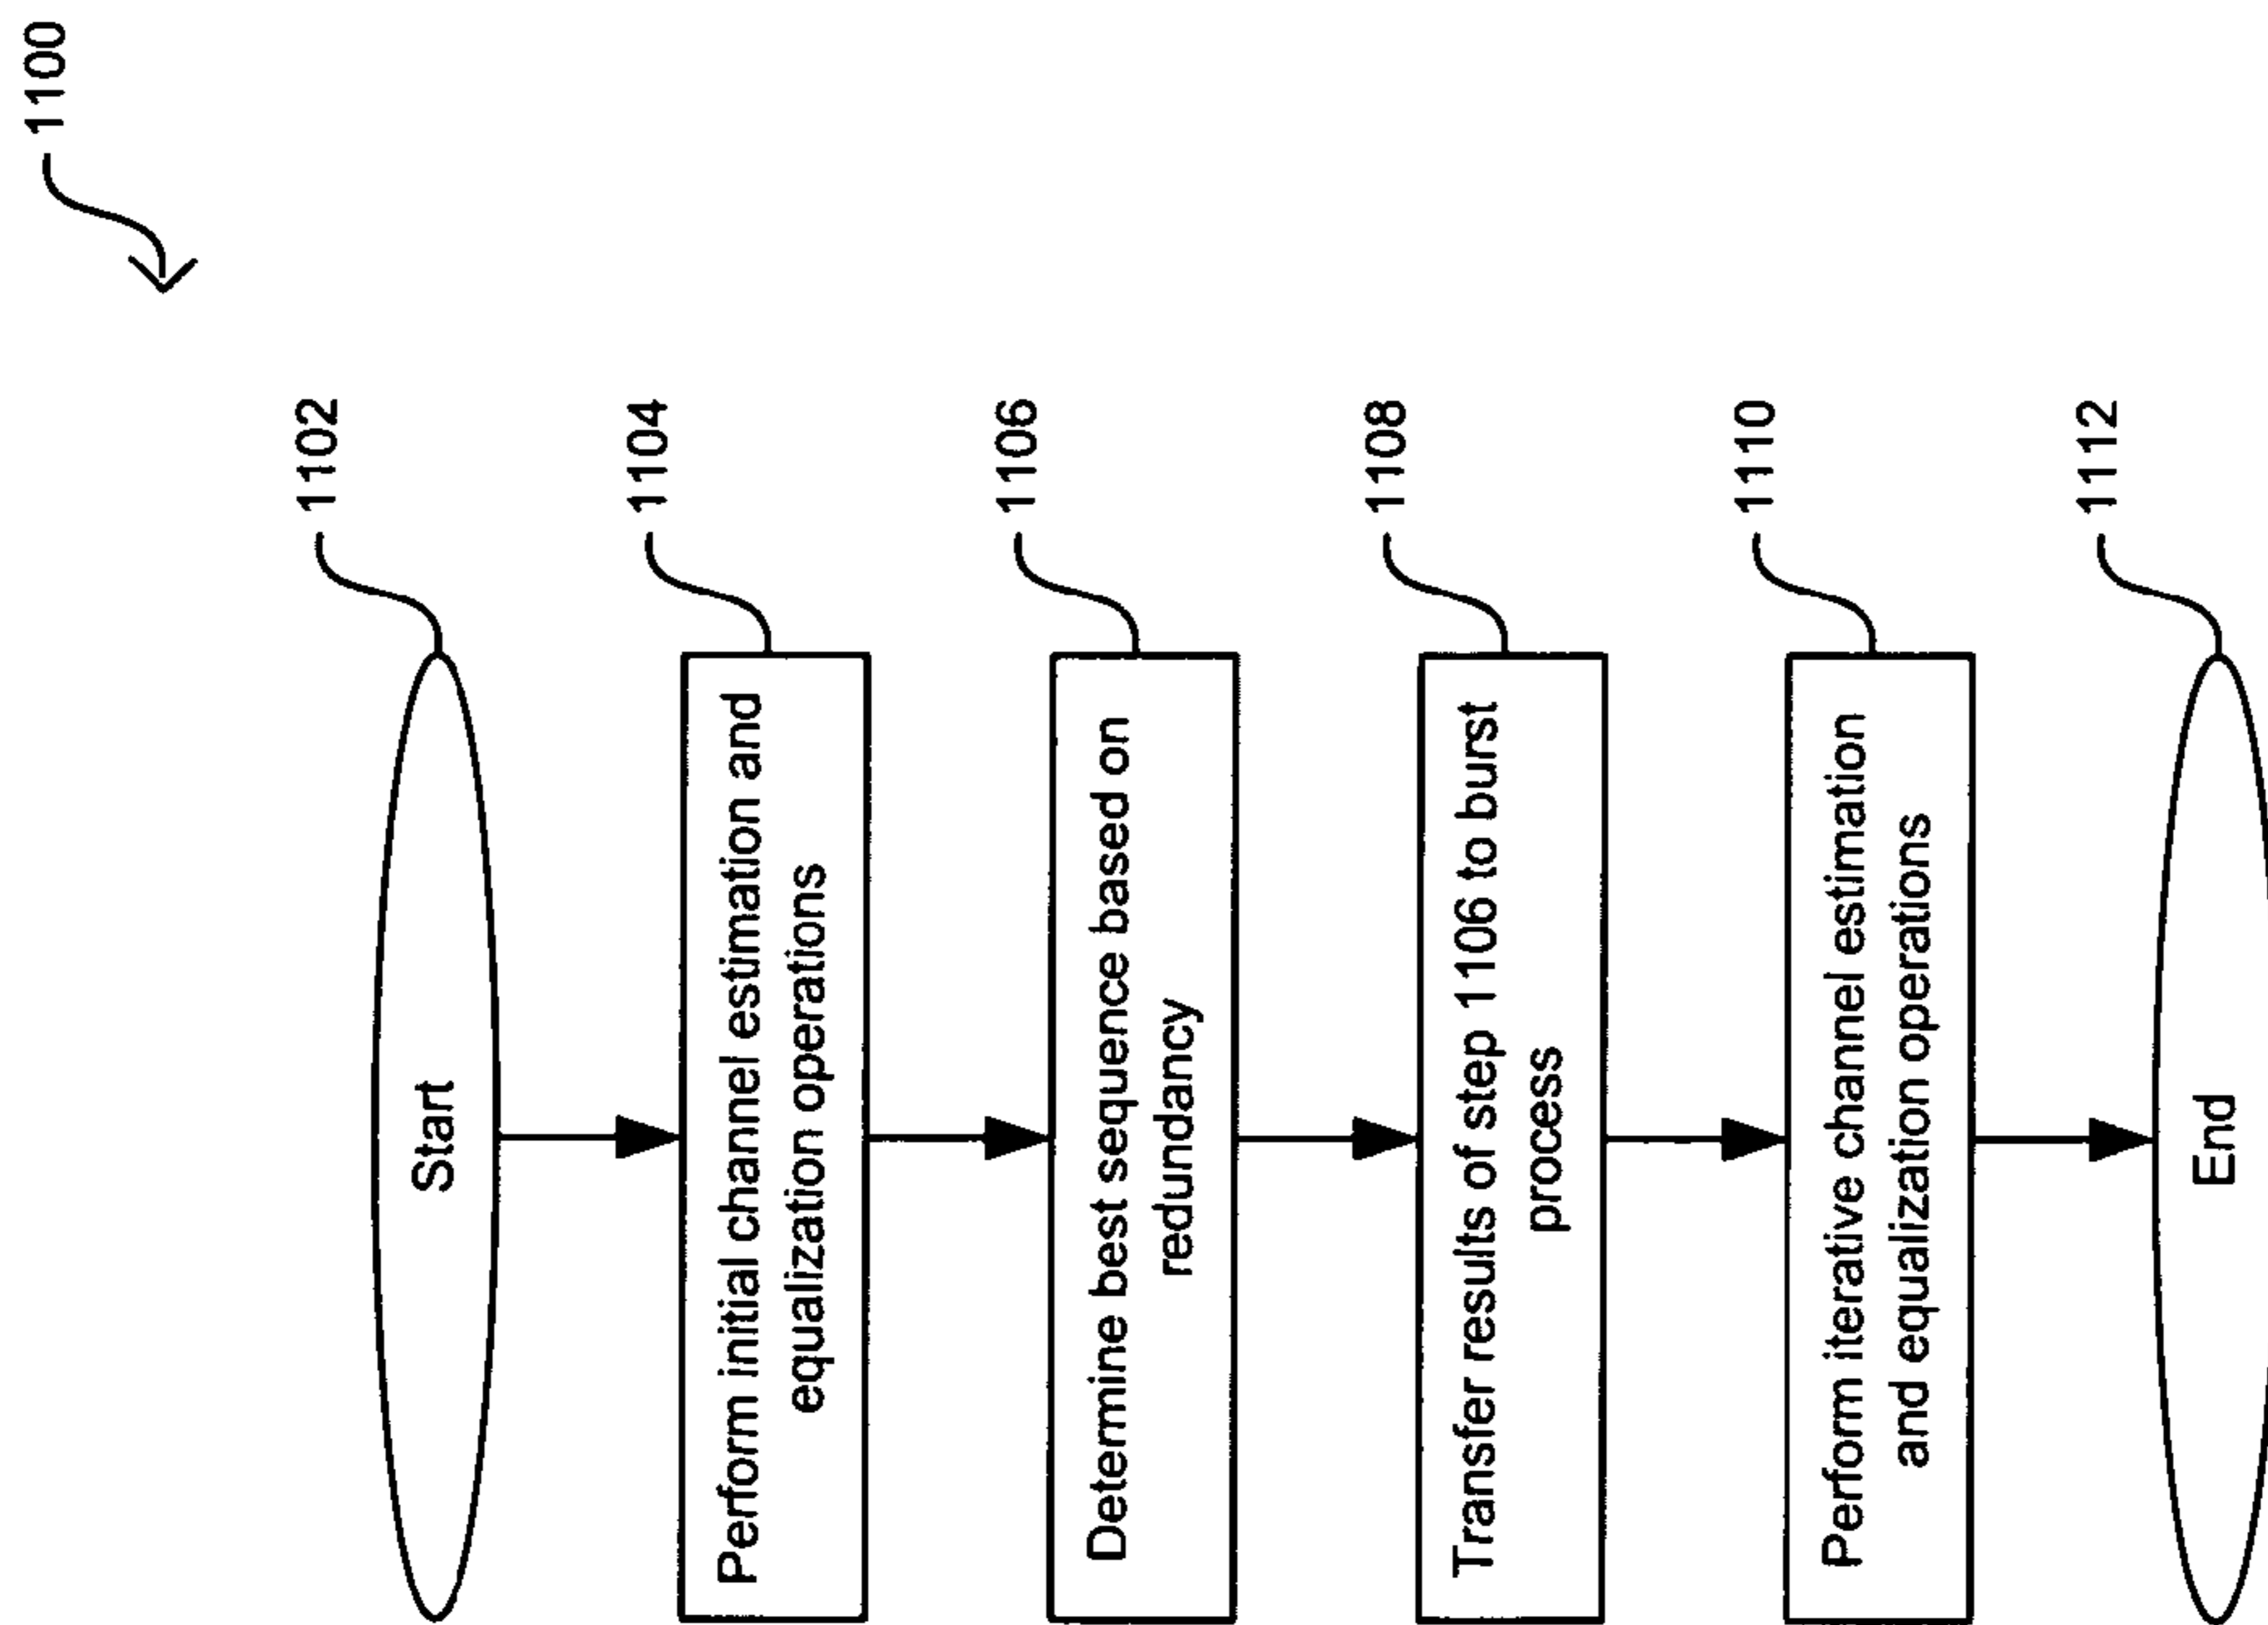 1100
1102
Start
1104
Perform initial channel estimation and
equalization operations
1106
Determine best sequence based on
redundancy
1108
Transfer results of step 1106 to burst
process
1110
Perform iterative channel estimation
and equalization operations
1112
End